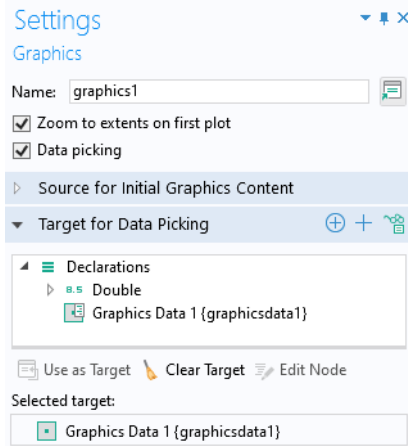 Settings
Graphics
Name: graphics1
Zoom to extents on first plot
Data picking
Source for Initial Graphics Content
Target for Data Picking
Declarations
8.5 Double
Graphics Data 1 {graphicsdata1}
Use as Target Clear Target Edit Node
Selected target:
Graphics Data 1 {graphicsdata1}